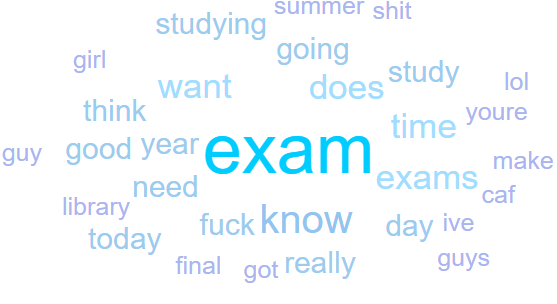 summer shit
studying
going
girl
study
want does lol
think
time youre
good year exam
guy
make
need exams
caf
library
fuck know day ive
today
really guys
final got